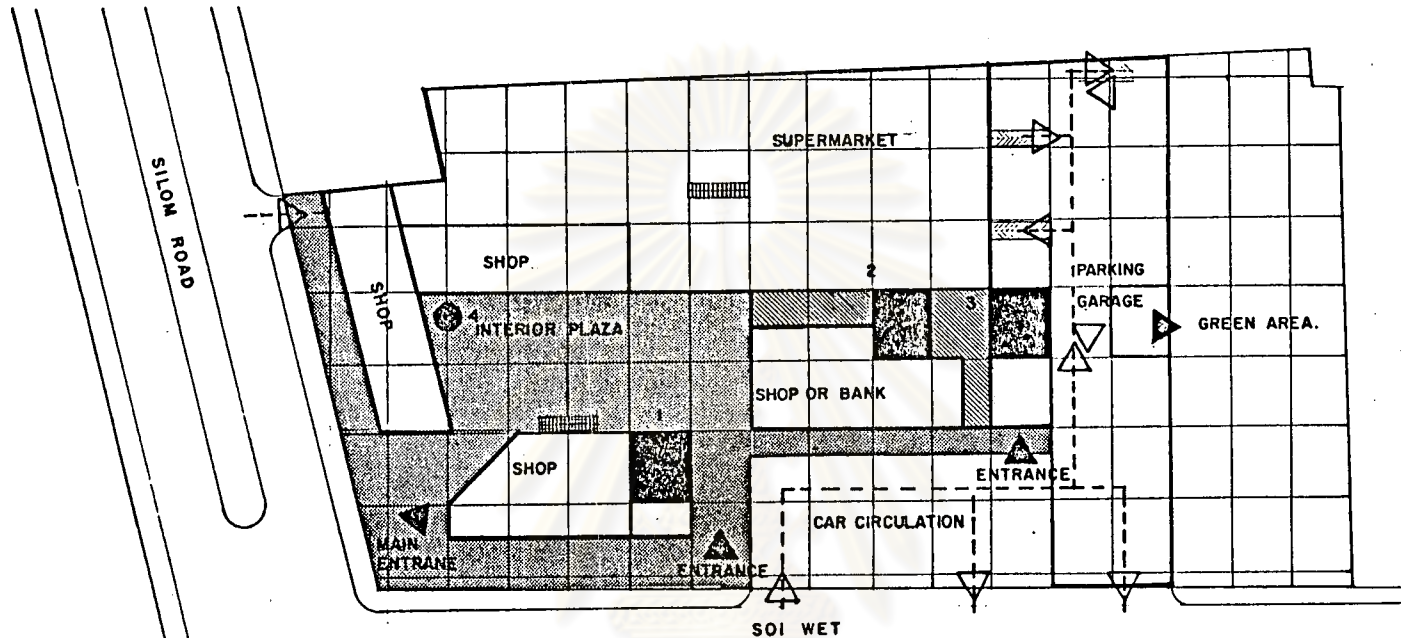 SILOM ROAD
SUPERMARKET
SHOP
SHOP
2
3
PARKING
GARAGE
4
INTERIOR PLAZA
GREEN AREA.
SHOP OR BANK
1
SHOP
ENTRANCE
CAR CIRCULATION
MAIN
ENTRANE
ENTRANCE
SOI WET